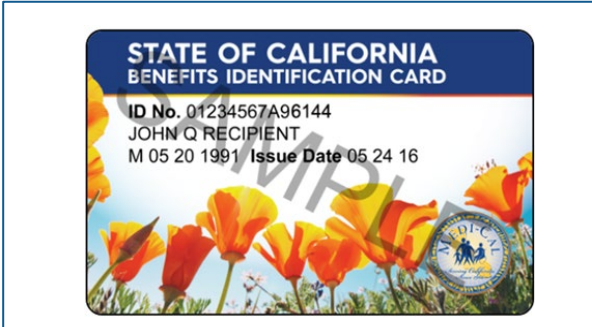 STATE OF CALIFORNIA
BENEFITS IDENTIFICATION CARD
ID No. 01234567A96144
JOHN Q RECIPIENT
M 05 20 1991 Issue Date 05 24 16
SAMPLE
MEDI-CAL